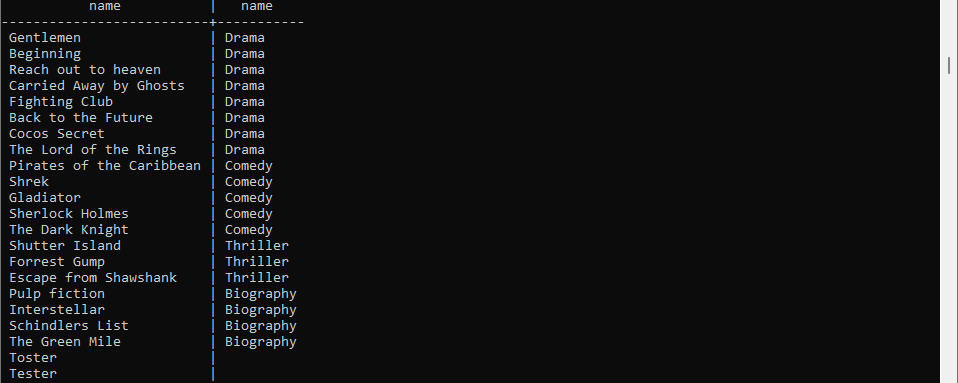 name | name
--------------------------+-----------
Gentlemen | Drama
Beginning | Drama
Reach out to heaven | Drama
Carried Away by Ghosts | Drama
Fighting Club | Drama
Back to the Future | Drama
Cocos Secret | Drama
The Lord of the Rings | Drama
Pirates of the Caribbean | Comedy
Shrek | Comedy
Gladiator | Comedy
Sherlock Holmes | Comedy
The Dark Knight | Comedy
Shutter Island | Thriller
Forrest Gump | Thriller
Escape from Shawshank | Thriller
Pulp fiction | Biography
Interstellar | Biography
Schindlers List | Biography
The Green Mile | Biography
Toster |
Tester |